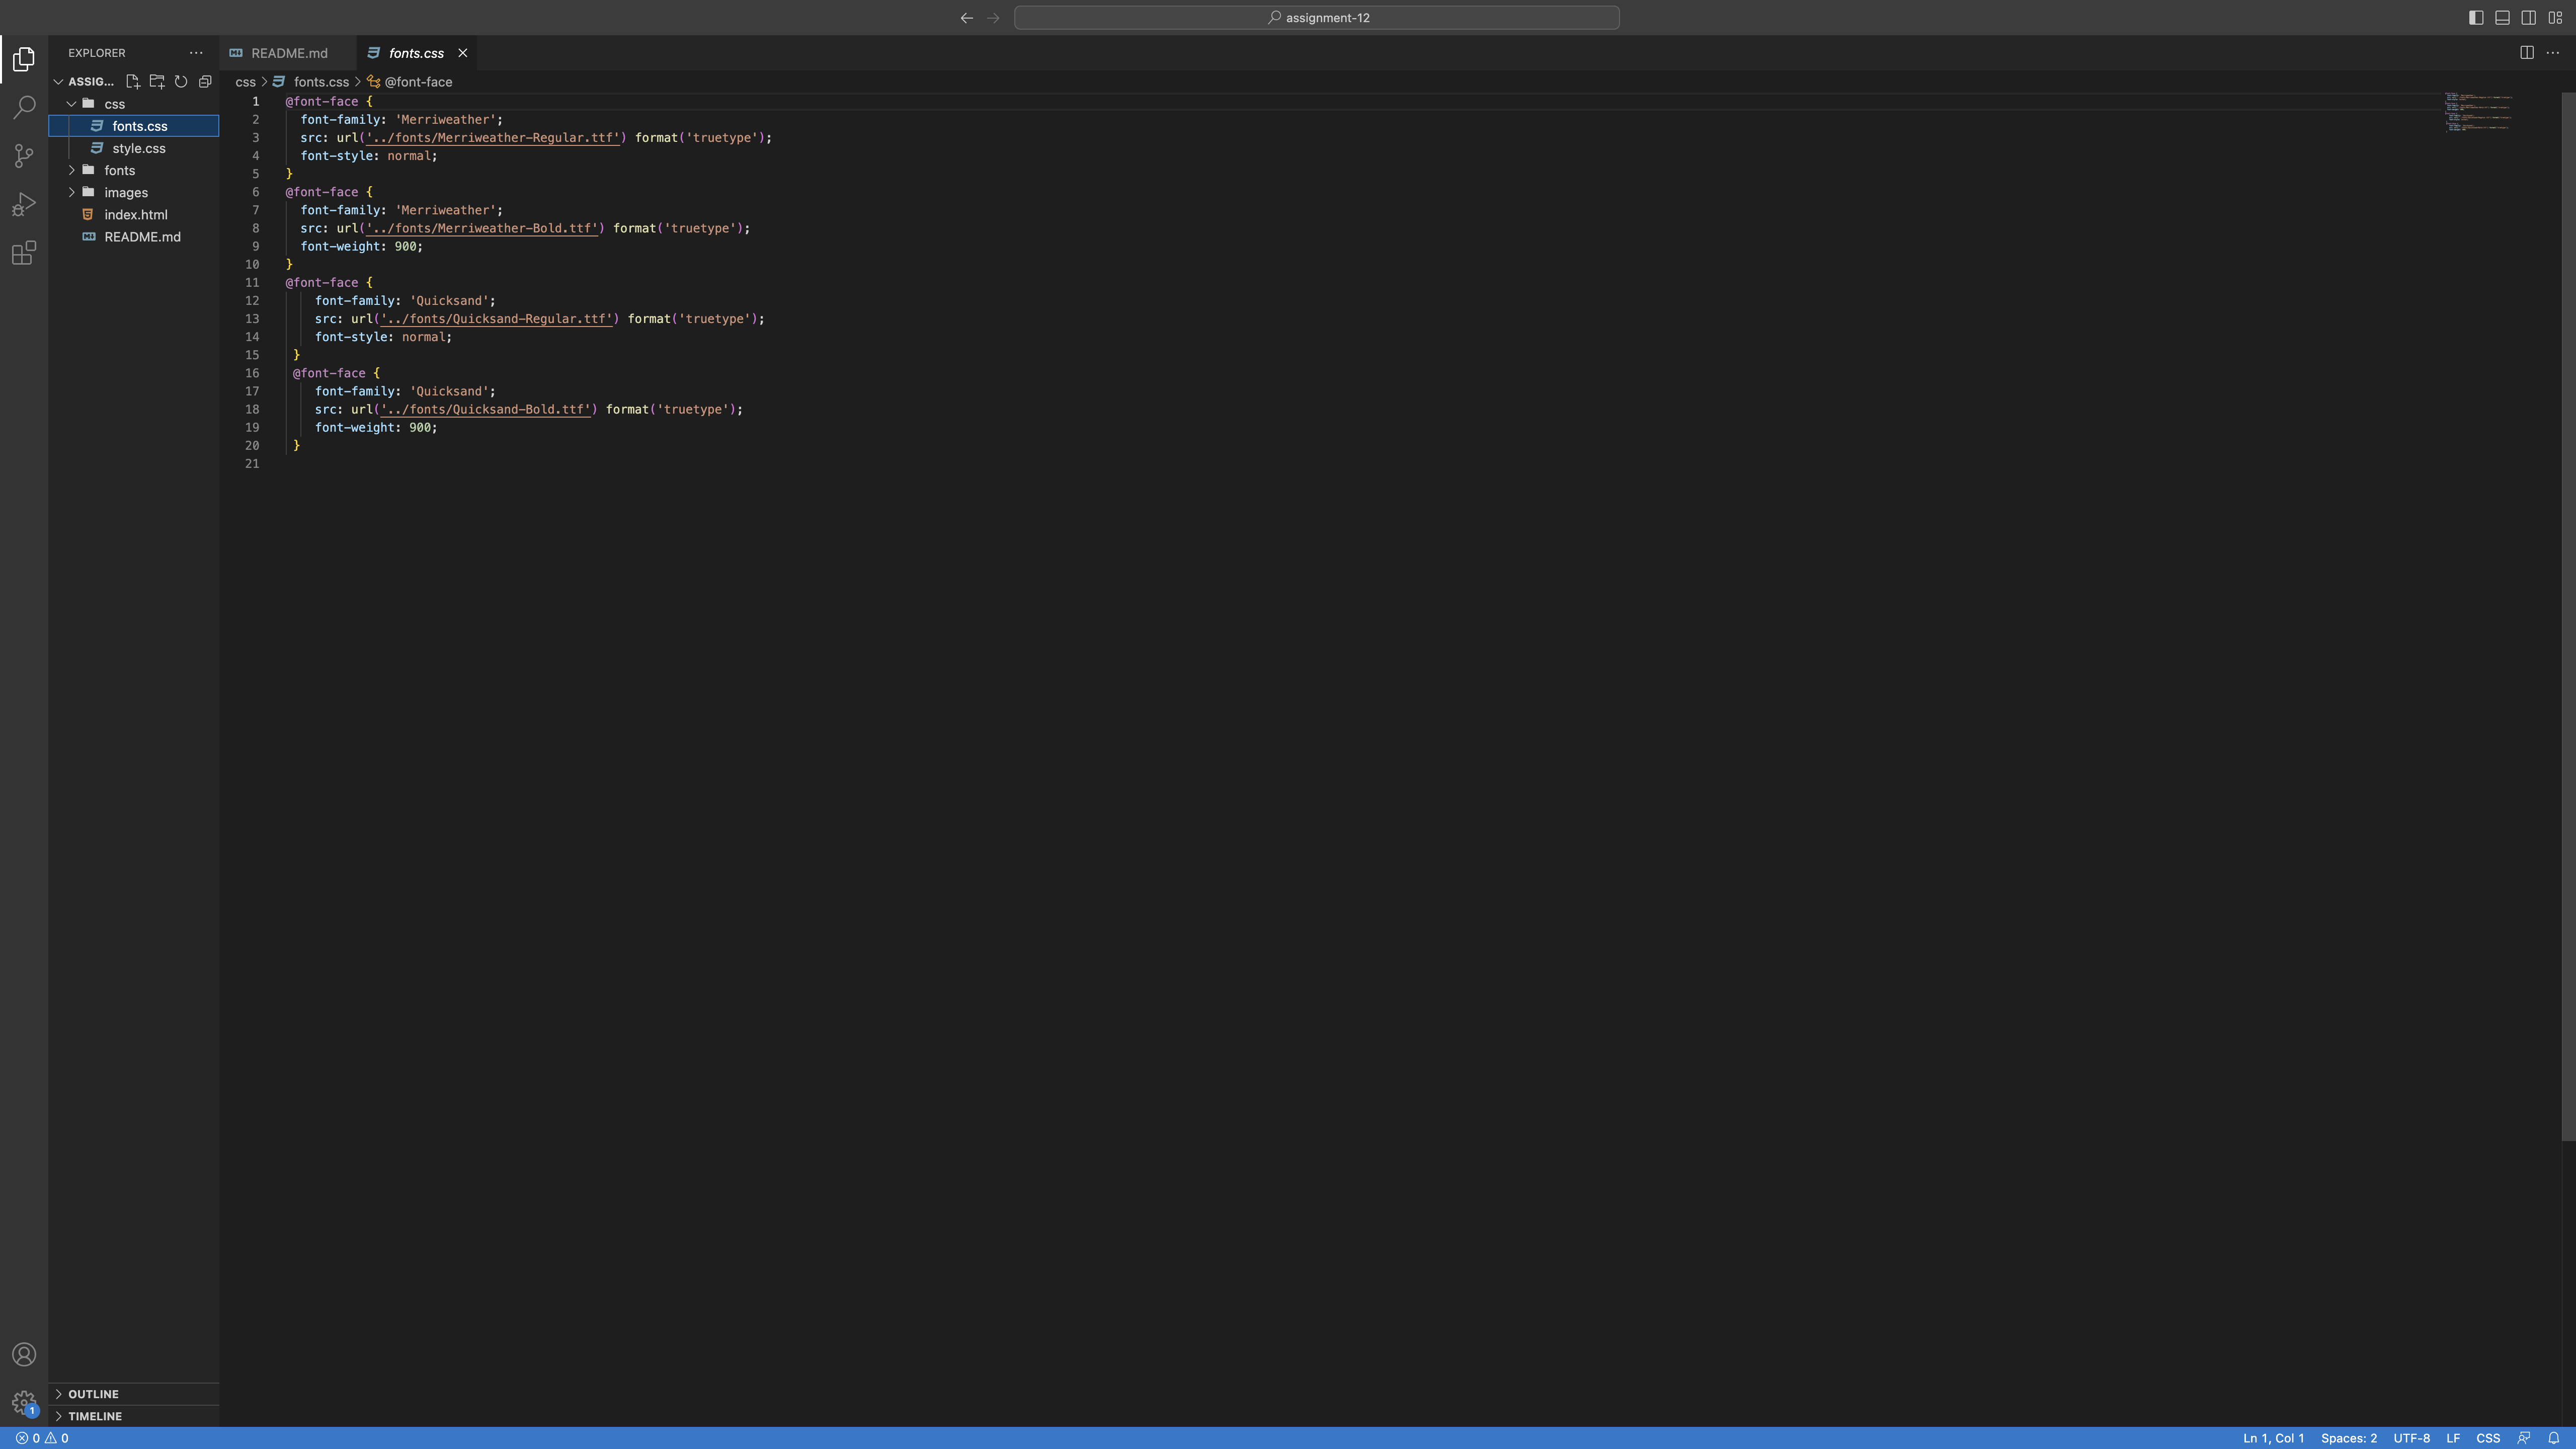 assignment-12
EXPLORER
README.md
fonts.css
ASSIG...
css
fonts.css
style.css
fonts
images
index.html
README.md
OUTLINE
TIMELINE
css > fonts.css > @font-face
1 @font-face {
2 font-family: 'Merriweather';
3 src: url('../fonts/Merriweather-Regular.ttf') format('truetype');
4 font-style: normal;
5 }
6 @font-face {
7 font-family: 'Merriweather';
8 src: url('../fonts/Merriweather-Bold.ttf') format('truetype');
9 font-weight: 900;
10 }
11 @font-face {
12 font-family: 'Quicksand';
13 src: url('../fonts/Quicksand-Regular.ttf') format('truetype');
14 font-style: normal;
15 }
16 @font-face {
17 font-family: 'Quicksand';
18 src: url('../fonts/Quicksand-Bold.ttf') format('truetype');
19 font-weight: 900;
20 }
21
1
0 0
Ln 1, Col 1 Spaces: 2 UTF-8 LF CSS